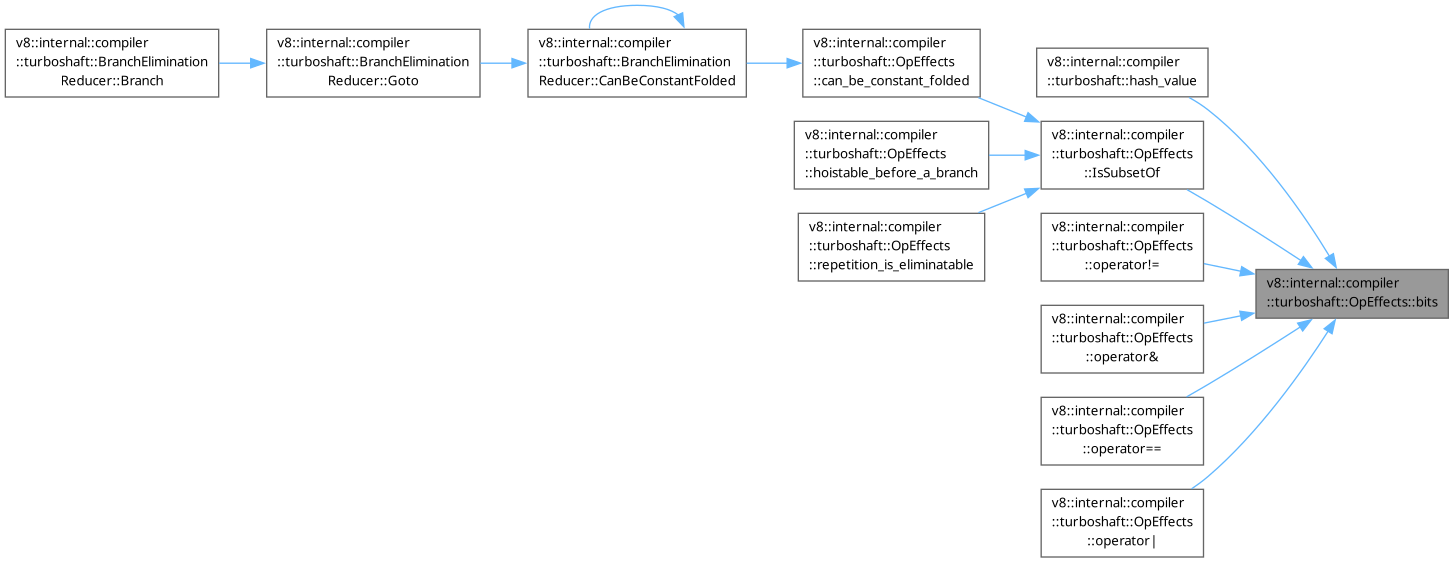 v8::internal::compiler
::turboshaft::BranchElimination
Reducer::Branch
v8::internal::compiler
::turboshaft::BranchElimination
Reducer::Goto
v8::internal::compiler
::turboshaft::BranchElimination
Reducer::CanBeConstantFolded
v8::internal::compiler
::turboshaft::OpEffects
::can_be_constant_folded
v8::internal::compiler
::turboshaft::hash_value
v8::internal::compiler
::turboshaft::OpEffects
::hoistable_before_a_branch
v8::internal::compiler
::turboshaft::OpEffects
::IsSubsetOf
v8::internal::compiler
::turboshaft::OpEffects
::repetition_is_eliminatable
v8::internal::compiler
::turboshaft::OpEffects
::operator!=
v8::internal::compiler
::turboshaft::OpEffects::bits
v8::internal::compiler
::turboshaft::OpEffects
::operator&
v8::internal::compiler
::turboshaft::OpEffects
::operator==
v8::internal::compiler
::turboshaft::OpEffects
::operator|